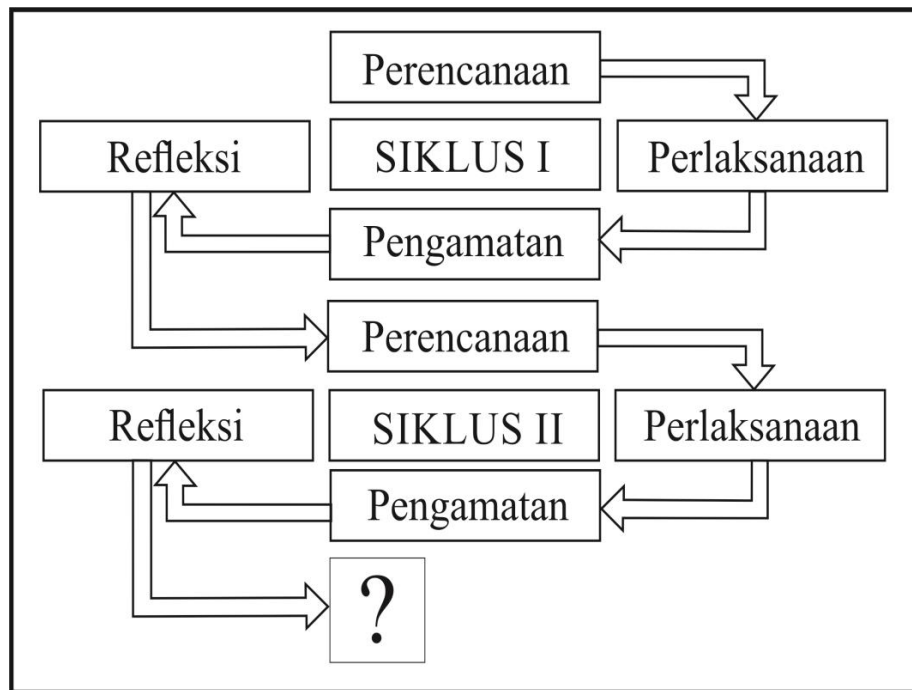 Perencanaan
Refleksi
SIKLUS I
Perlaksanaan
Pengamatan
Perencanaan
Refleksi
SIKLUS II
Perlaksanaan
Pengamatan
?